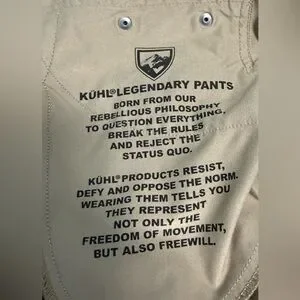 KÜHL® LEGENDARY PANTS
BORN FROM OUR
REBELLIOUS PHILOSOPHY
TO QUESTION EVERYTHING,
BREAK THE RULES
AND REJECT THE
STATUS QUO.
KÜHL® PRODUCTS RESIST,
DEFY AND OPPOSE THE NORM.
WEARING THEM TELLS YOU
THEY REPRESENT
NOT ONLY THE
FREEDOM OF MOVEMENT,
BUT ALSO FREEWILL.